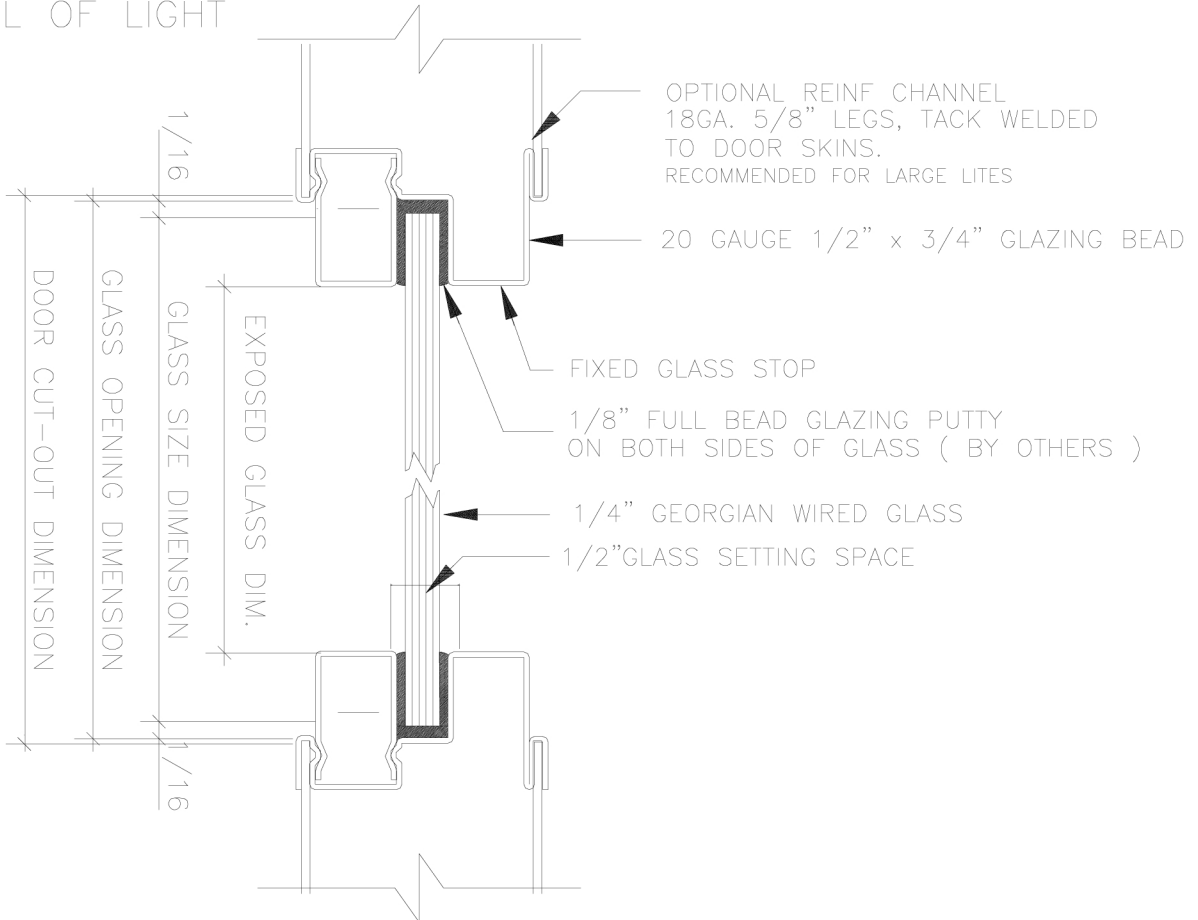 L OF LIGHT
OPTIONAL REINF CHANNEL
18GA. 5/8” LEGS, TACK WELDED
TO DOOR SKINS.
RECOMMENDED FOR LARGE LITES
20 GAUGE 1/2” x 3/4” GLAZING BEAD
FIXED GLASS STOP
1/8” FULL BEAD GLAZING PUTTY
ON BOTH SIDES OF GLASS ( BY OTHERS )
1/4” GEORGIAN WIRED GLASS
1/2”GLASS SETTING SPACE
1/16
EXPOSED GLASS DIM.
GLASS SIZE DIMENSION
GLASS OPENING DIMENSION
DOOR CUT-OUT DIMENSION
1/16